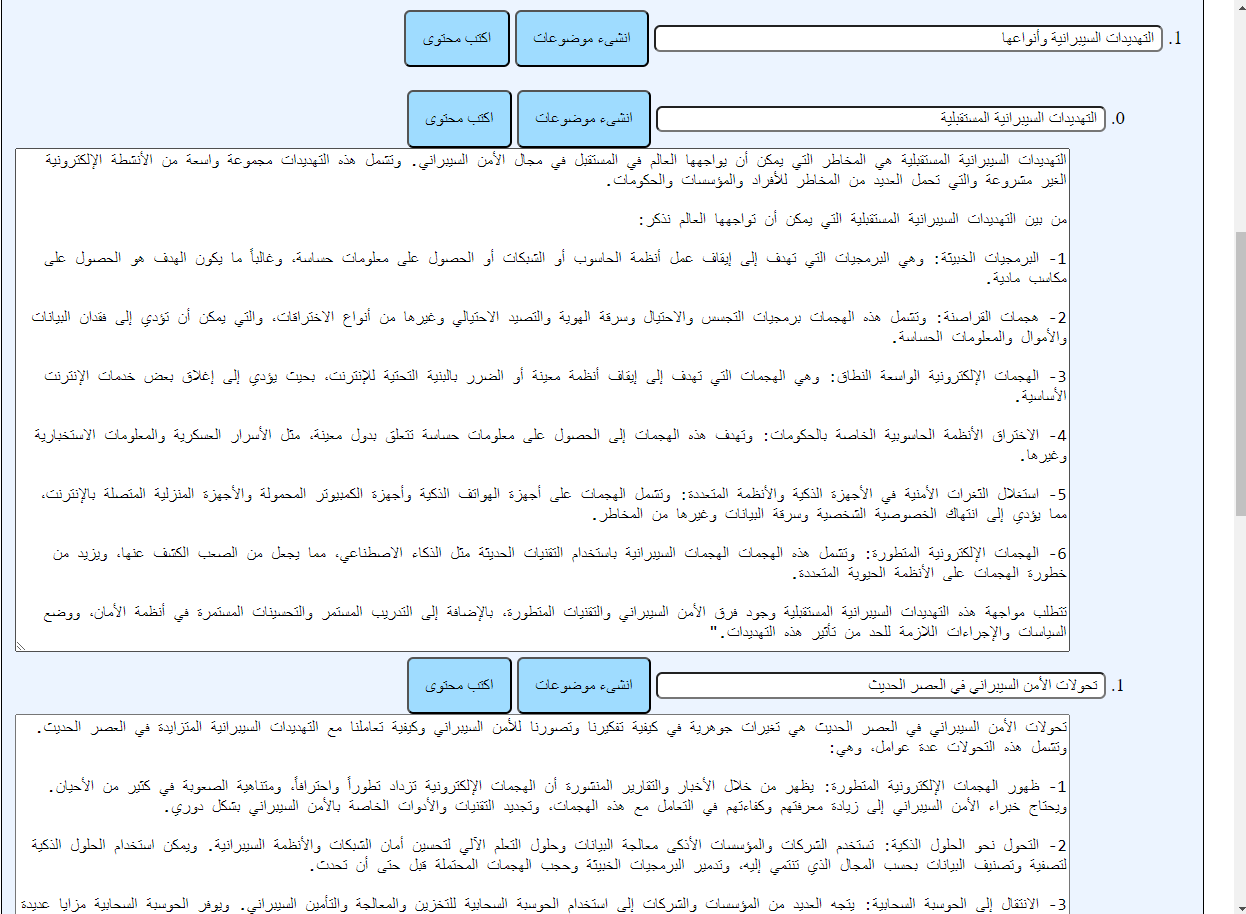 1. التهديدات السيبرانية وأنواعها انشىء موضوعات اكتب محتوى
0. التهديدات السيبرانية المستقبلية انشىء موضوعات اكتب محتوى
التهديدات السيبرانية المستقبلية هي المخاطر التي يمكن أن يواجهها العالم في المستقبل في مجال الأمن السيبراني. وتشمل هذه التهديدات مجموعة واسعة من الأنشطة الإلكترونية
الغير مشروعة والتي تحمل العديد من المخاطر للأفراد والمؤسسات والحكومات.
من بين التهديدات السيبرانية المستقبلية التي يمكن أن تواجهها العالم نذكر:
1- البرمجيات الخبيثة: وهي البرمجيات التي تهدف إلى إيقاف عمل أنظمة الحاسوب أو الشبكات أو الحصول على معلومات حساسة، وغالباً ما يكون الهدف هو الحصول على
مكاسب مادية.
2- هجمات القراصنة: وتشمل هذه الهجمات برمجيات التجسس والاحتيال وسرقة الهوية والتصيد الاحتيالي وغيرها من أنواع الاختراقات، والتي يمكن أن تؤدي إلى فقدان البيانات
والأموال والمعلومات الحساسة.
3- الهجمات الإلكترونية الواسعة النطاق: وهي الهجمات التي تهدف إلى إيقاف أنظمة معينة أو الضرر بالبنية التحتية للإنترنت، بحيث يؤدي إلى إغلاق بعض خدمات الإنترنت
الأساسية.
4- الاختراق الأنظمة الحاسوبية الخاصة بالحكومات: وتهدف هذه الهجمات إلى الحصول على معلومات حساسة تتعلق بدول معينة، مثل الأسرار العسكرية والمعلومات الاستخبارية
وغيرها.
5- استغلال الثغرات الأمنية في الأجهزة الذكية والأنظمة المتعددة: وتشمل الهجمات على أجهزة الهواتف الذكية وأجهزة الكمبيوتر المحمولة والأجهزة المنزلية المتصلة بالإنترنت،
مما يؤدي إلى انتهاك الخصوصية الشخصية وسرقة البيانات وغيرها من المخاطر.
6- الهجمات الإلكترونية المتطورة: وتشمل هذه الهجمات الهجمات السيبرانية باستخدام التقنيات الحديثة مثل الذكاء الاصطناعي، مما يجعل من الصعب الكشف عنها، ويزيد من
خطورة الهجمات على الأنظمة الحيوية المتعددة.
تتطلب مواجهة هذه التهديدات السيبرانية المستقبلية وجود فرق الأمن السيبراني والتقنيات المتطورة، بالإضافة إلى التدريب المستمر والتحسينات المستمرة في أنظمة الأمان، ووضع
السياسات والإجراءات اللازمة للحد من تأثير هذه التهديدات."
1. تحولات الأمن السيبراني في العصر الحديث انشىء موضوعات اكتب محتوى
تحولات الأمن السيبراني في العصر الحديث هي تغيرات جوهرية في كيفية تفكيرنا وتصورنا للأمن السيبراني وكيفية تعاملنا مع التهديدات السيبرانية المتزايدة في العصر الحديث.
وتشمل هذه التحولات عدة عوامل، وهي:
1- ظهور الهجمات الإلكترونية المتطورة: يظهر من خلال الأخبار والتقارير المنشورة أن الهجمات الإلكترونية تزداد تطوراً واحترافاً، ومتناهية الصعوبة في كثير من الأحيان.
ويحتاج خبراء الأمن السيبراني إلى زيادة معرفتهم وكفاءتهم في التعامل مع هذه الهجمات، وتجديد التقنيات والأدوات الخاصة بالأمن السيبراني بشكل دوري.
2- التحول نحو الحلول الذكية: تستخدم الشركات والمؤسسات الأذكى معالجة البيانات وحلول التعلم الآلي لتحسين أمان الشبكات والأنظمة السيبرانية. ويمكن استخدام الحلول الذكية
لتصفية وتصنيف البيانات بحسب المجال الذي تنتمي إليه، وتدمير البرمجيات الخبيثة وحجب الهجمات المحتملة قبل حتى أن تحدث.
3- الانتقال إلى الحوسبة السحابية: يتجه العديد من المؤسسات والشركات إلى استخدام الحوسبة السحابية للتخزين والمعالجة والتأمين السيبراني. ويوفر الحوسبة السحابية مزايا عديدة